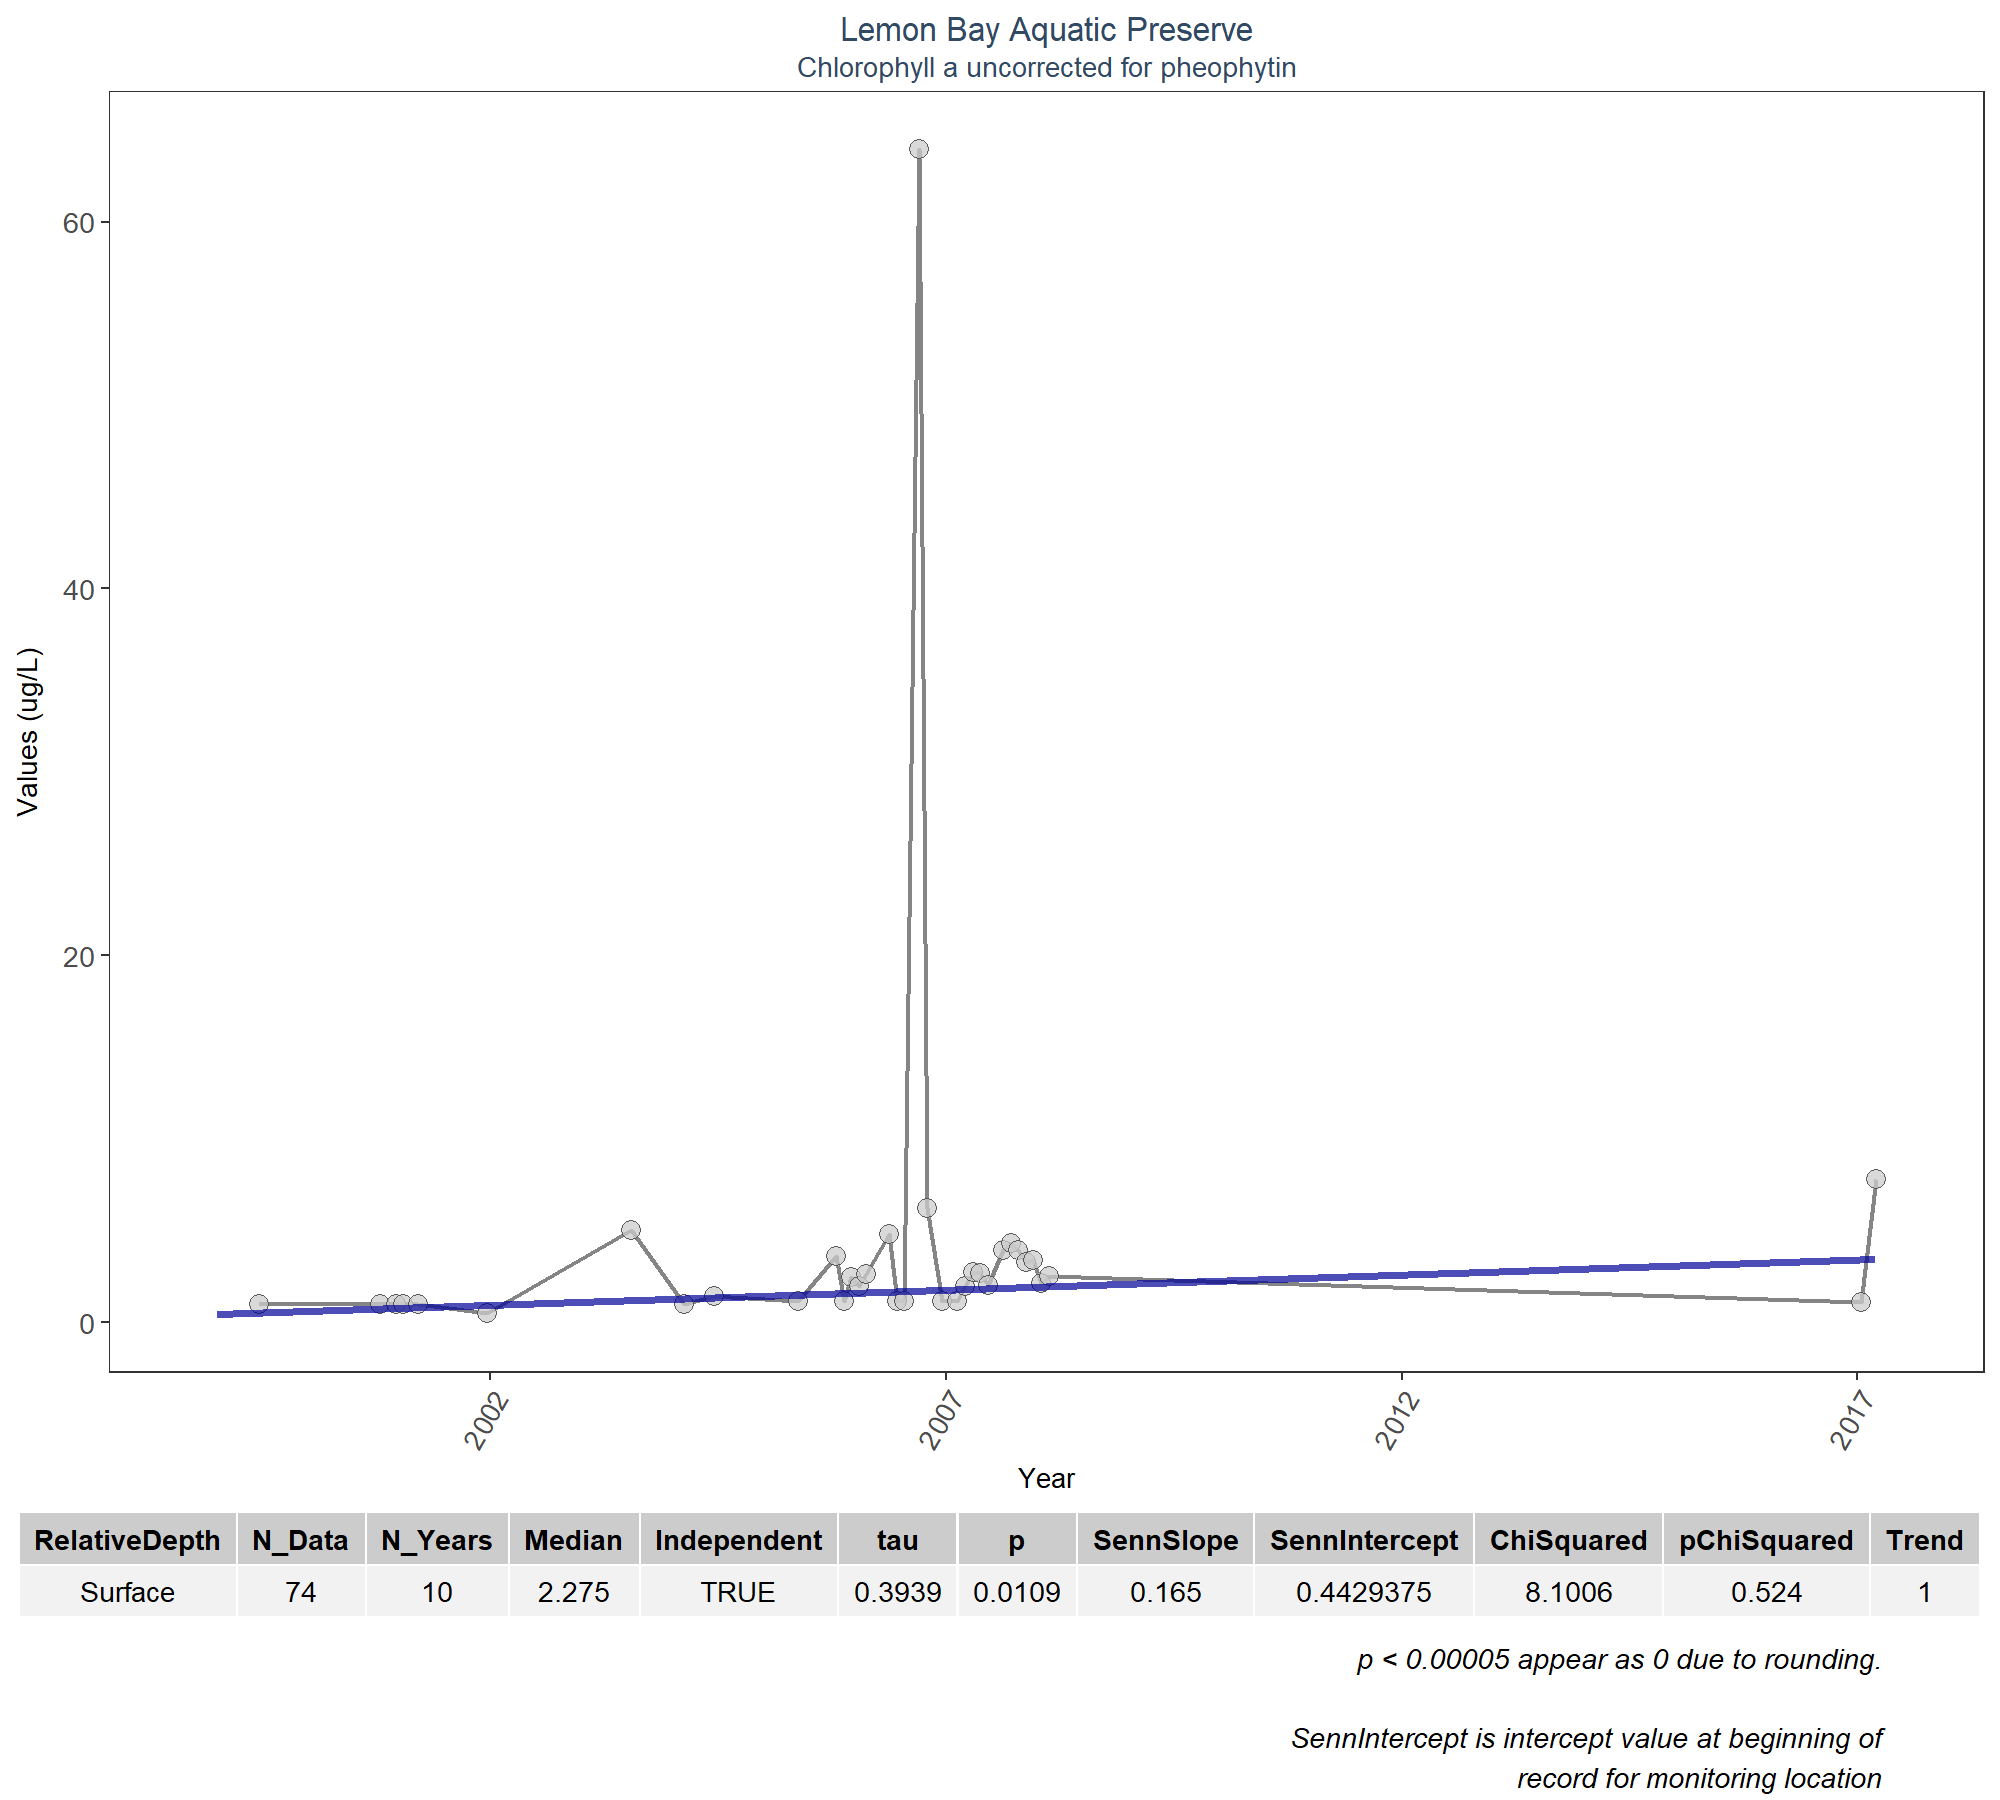 Lemon Bay Aquatic Preserve
Chlorophyll a uncorrected for pheophytin
60
40
20
0
Values (ug/L)
2002
2007
2012
2017
Year
RelativeDepth N_Data N_Years Median Independent tau p SennSlope SennIntercept ChiSquared pChiSquared Trend
Surface 74 10 2.275 TRUE 0.3939 0.0109 0.165 0.4429375 8.1006 0.524 1
p < 0.00005 appear as 0 due to rounding.
SennIntercept is intercept value at beginning of
record for monitoring location